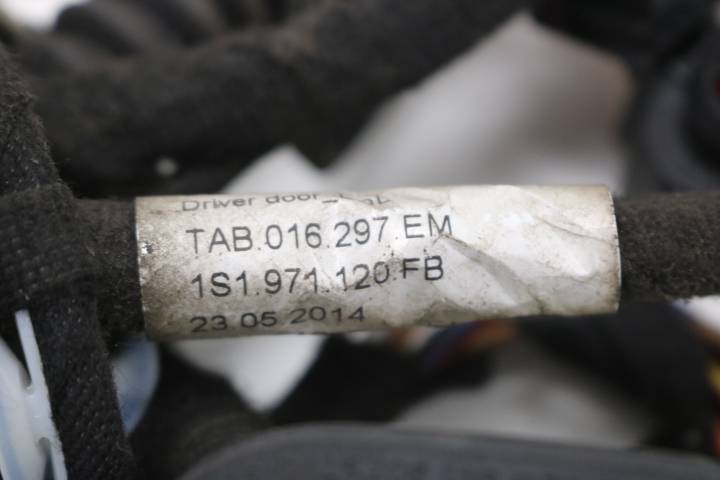 Driver door
TAB.016.297.EM
1S1.971.120.FB
23.05.2014